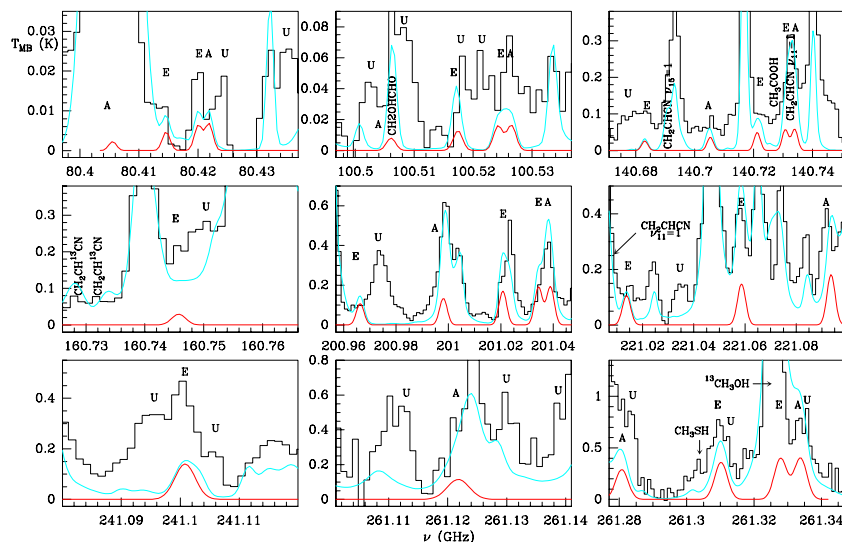 T_MB (K)
0.03
0.02
0.01
0
A
E
E A
U
U
80.4
80.41
80.42
80.43
0.08
0.06
0.04
0.02
0
U
A
CH2OHCHO
U
E
U
U
E A
100.5
100.51
100.52
100.53
0.3
0.2
0.1
0
U
E
CH₂CHCN ν₁₅=1
A
E
CH₃COOH
E A
CH₂CHCN ν₁₁=1
140.68
140.7
140.72
140.74
0.3
0.2
0.1
0
CH₂CH¹³CN
CH₂CH¹³CN
E
U
160.73
160.74
160.75
160.76
0.6
0.4
0.2
0
E
U
A
E
E A
200.96
200.98
201
201.02
201.04
0.4
0.2
0
CH₂CHCN
ν₁₁=1
E
U
E
A
221.02
221.04
221.06
221.08
0.6
0.4
0.2
0
U
E
U
241.09
241.1
241.11
0.8
0.6
0.4
0.2
0
U
A
U
U
261.11
261.12
261.13
261.14
ν (GHz)
1
0.5
0
U
A
CH₃SH
E
U
¹³CH₃OH
E
A
U
261.28
261.3
261.32
261.34